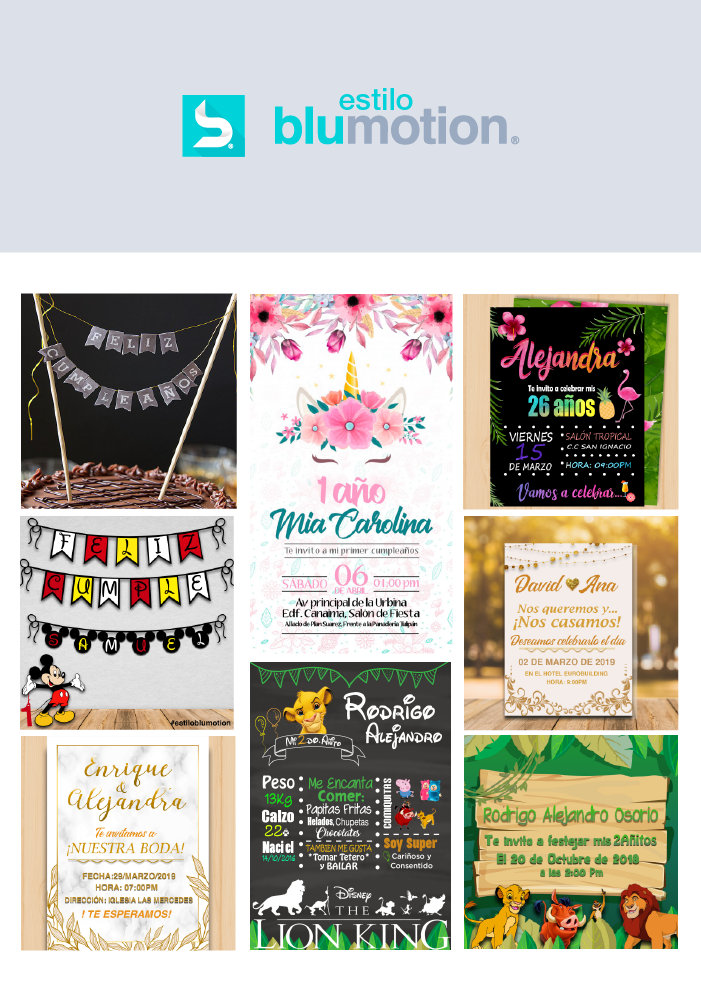 estilo
blumotion®
FELIZ
CUMPLEAÑOS
FELIZ
CUMPLE
SAMUEL
1
#estiloblumotion
Enrique
&
Alejandra
Te invitamos a
¡NUESTRA BODA!
FECHA:29/MARZO/2019
HORA: 07:00PM
DIRECCIÓN: IGLESIA LAS MERCEDES
! TE ESPERAMOS!
1 año
Mia Carolina
Te invito a mi primer cumpleaños
SÁBADO 06 01:00 pm
DE ABRIL
Av principal de la Urbina
Edf. Canaima, Salón de Fiesta
Al lado de Plan Suarez, Frente a la Panadería Tulipán
Rodrigo
Alejandro
Mi 2do. Añito
Peso
13Kg
Calzo
22
Nací el
14/10/2016
Me Encanta
Comer:
Papitas Fritas
Helados, Chupetas
Chocolates
TAMBIEN ME GUSTA
"Tomar Tetero"
y BAILAR
COMIQUITAS
Soy Super
Cariñoso y
Consentido
Disney
THE
LION KING
Alejandra
Te Invito a celebrar mis
26 años
VIERNES
15
DE MARZO
SALÓN TROPICAL
C.C SAN IGNACIO
HORA: 09:00PM
Vamos a celebrar...
David Ana
Nos queremos y...
¡Nos casamos!
Deseamos celebrarlo el día
02 DE MARZO DE 2019
EN EL HOTEL EUROBUILDING
HORA: 9:00PM
Rodrigo Alejandro Osorio
Te Invito a festejar mis 2Añitos
El 20 de Octubre de 2018
a las 2:00 Pm